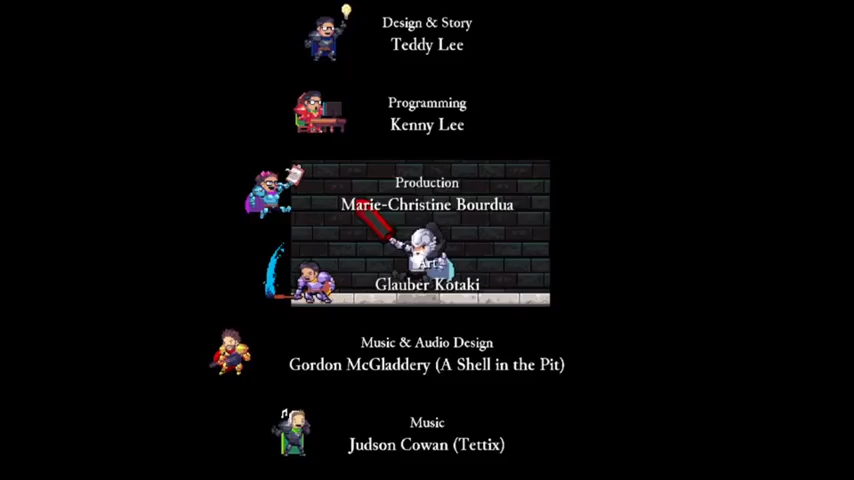 Design & Story
Teddy Lee
Programming
Kenny Lee
Production
Marie-Christine Bourdua
Art
Glauber Kotaki
Music & Audio Design
Gordon McGladdery (A Shell in the Pit)
Music
Judson Cowan (Tettix)